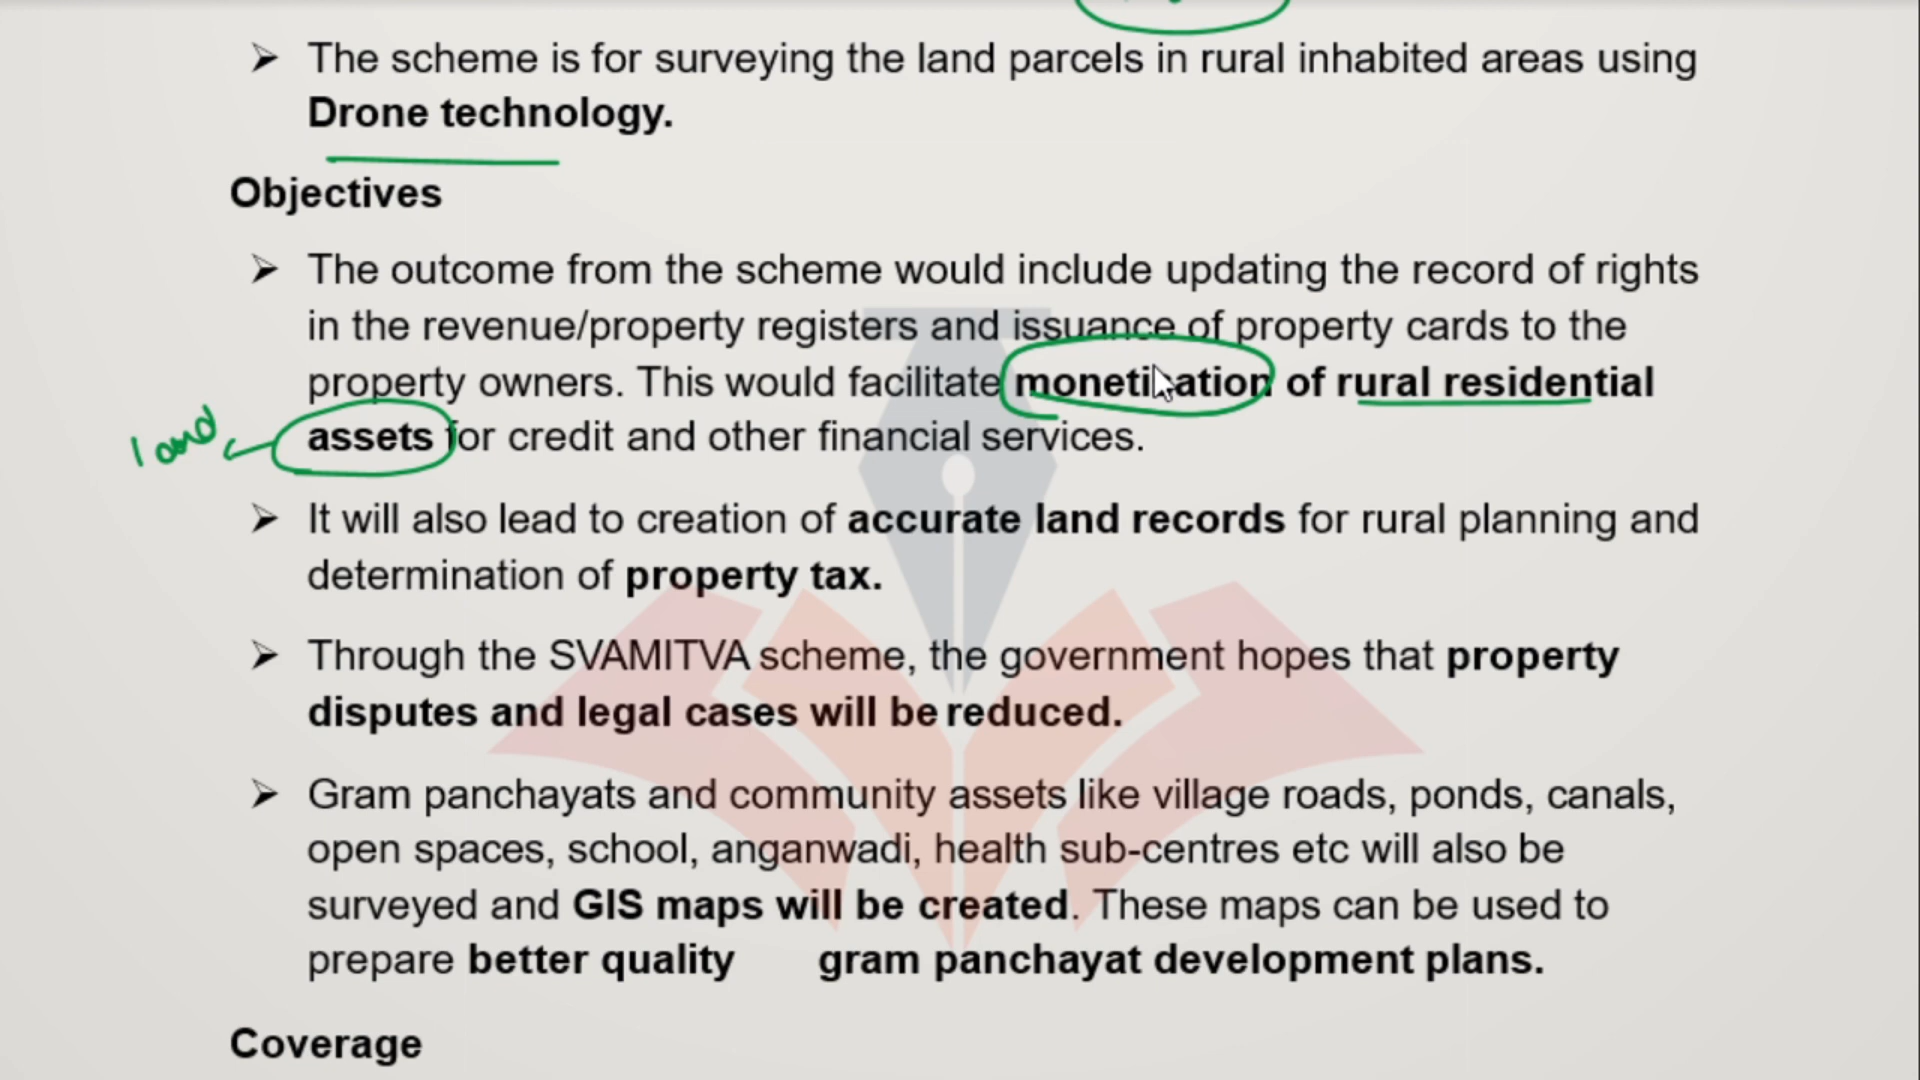 ➢ The scheme is for surveying the land parcels in rural inhabited areas using
Drone technology.
Objectives
➢ The outcome from the scheme would include updating the record of rights
in the revenue/property registers and issuance of property cards to the
property owners. This would facilitate monetization of rural residential
land
assets for credit and other financial services.
➢ It will also lead to creation of accurate land records for rural planning and
determination of property tax.
➢ Through the SVAMITVA scheme, the government hopes that property
disputes and legal cases will be reduced.
➢ Gram panchayats and community assets like village roads, ponds, canals,
open spaces, school, anganwadi, health sub-centres etc will also be
surveyed and GIS maps will be created. These maps can be used to
prepare better quality gram panchayat development plans.
Coverage